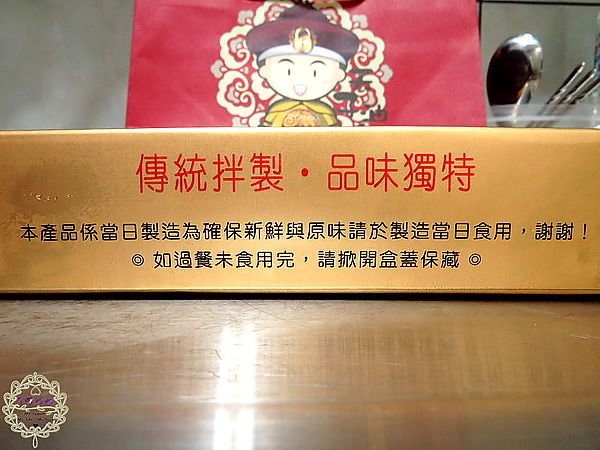 傳統拌製・品味獨特
本產品係當日製造為確保新鮮與原味請於製造當日食用，謝謝！
◎ 如過餐未食用完，請掀開盒蓋保藏 ◎